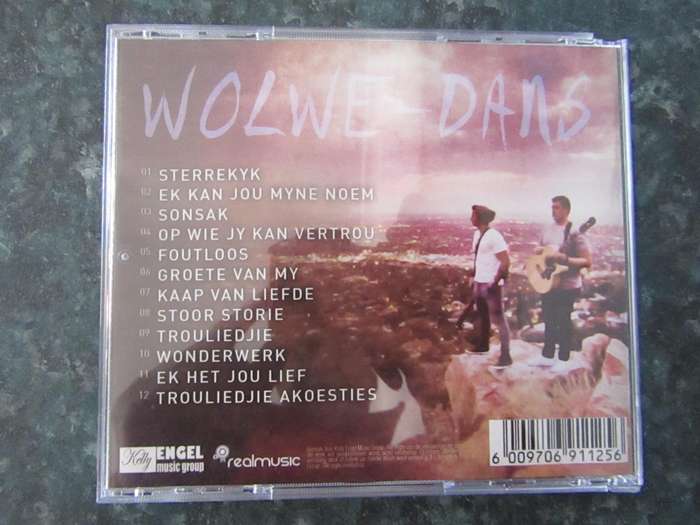 WOLWE-DANS
01 STERREKYK
02 EK KAN JOU MYNE NOEM
03 SONSAK
04 OP WIE JY KAN VERTROU
05 FOUTLOOS
06 GROETE VAN MY
07 KAAP VAN LIEFDE
08 STOOR STORIE
09 TROULIEDJIE
10 WONDERWERK
11 EK HET JOU LIEF
12 TROULIEDJIE AKOESTIES
Kelly ENGEL music group
realmusic
6 009706 911256